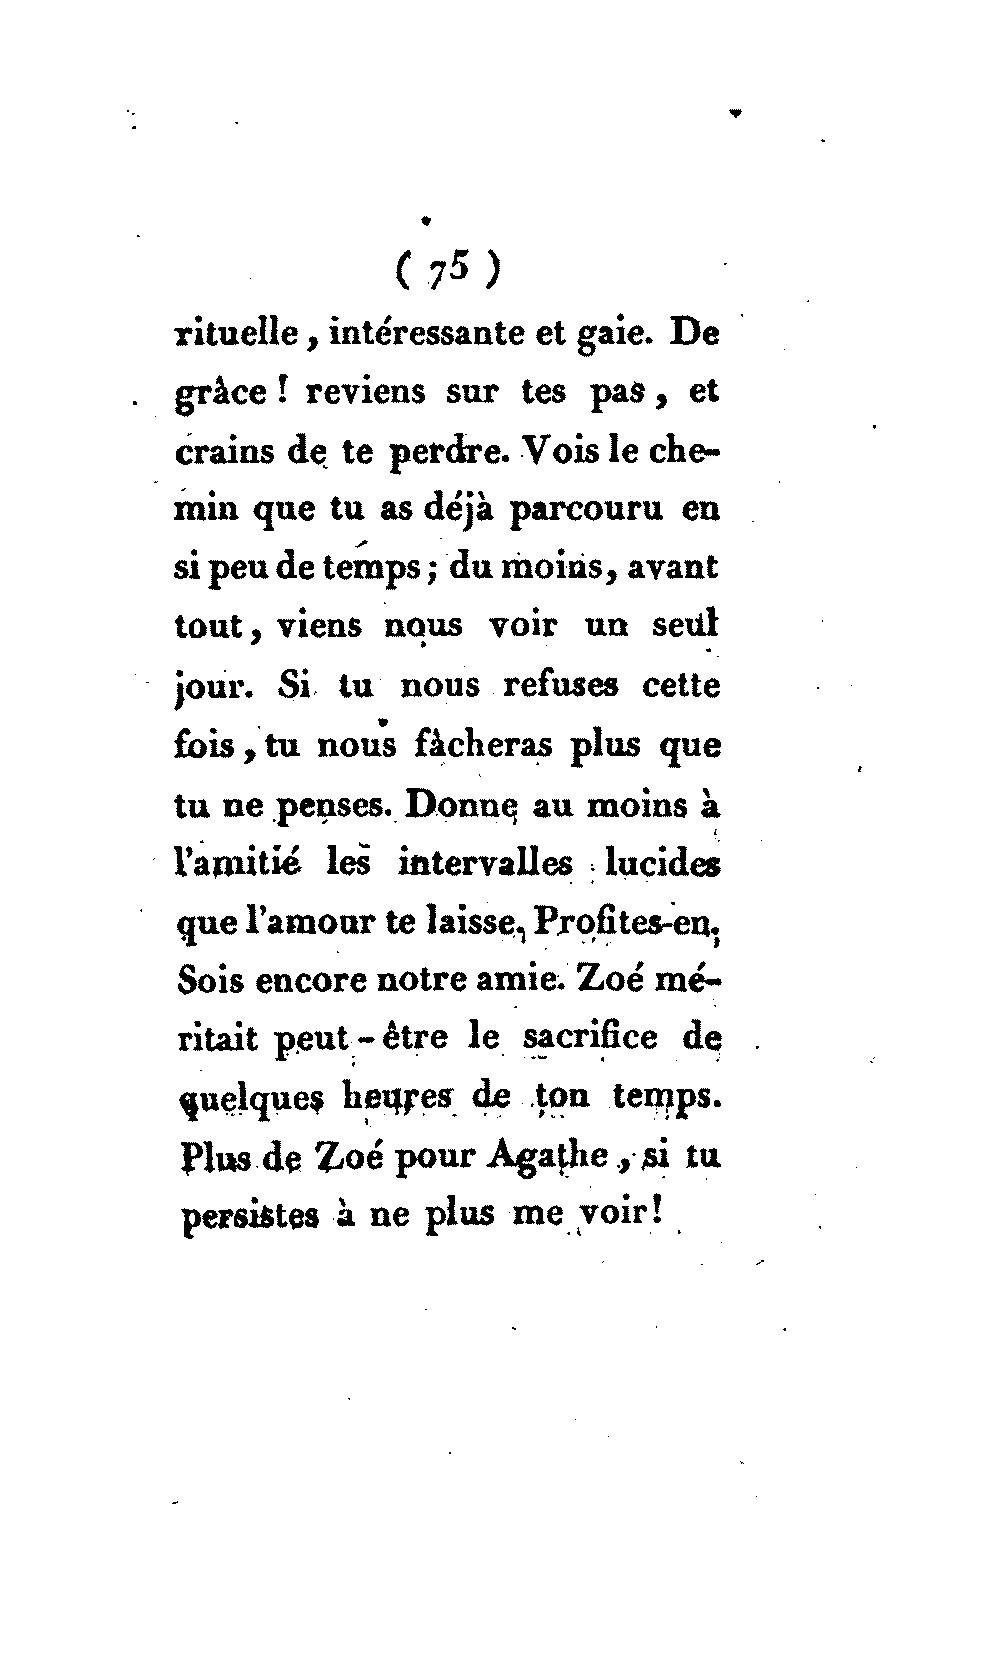 ( 75 )
rituelle, intéressante et gaie. De
grâce ! reviens sur tes pas, et
crains de te perdre. Vois le che-
min que tu as déjà parcouru en
si peu de temps; du moins, avant
tout, viens nous voir un seul
jour. Si tu nous refuses cette
fois, tu nous fâcheras plus que
tu ne penses. Donne au moins à
l'amitié les intervalles lucides
que l'amour te laisse. Profites-en.
Sois encore notre amie. Zoé mé-
ritait peut-être le sacrifice de
quelques heures de ton temps.
Plus de Zoé pour Agathe, si tu
persistes à ne plus me voir!